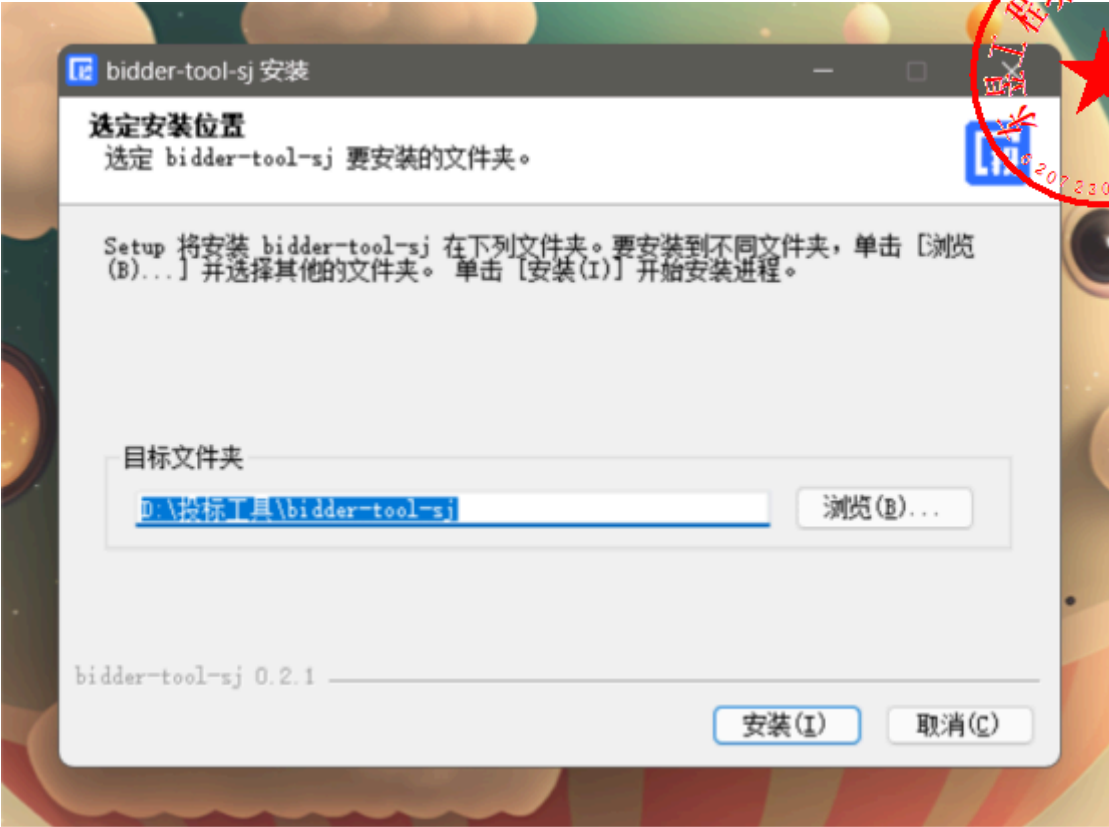 bidder-tool-sj 安装
选定安装位置
选定 bidder-tool-sj 要安装的文件夹。
Setup 将安装 bidder-tool-sj 在下列文件夹。要安装到不同文件夹，单击 [浏览
(B)...] 并选择其他的文件夹。 单击 [安装(I)] 开始安装进程。
目标文件夹
D:\投标工具\bidder-tool-sj
浏览(B)...
bidder-tool-sj 0.2.1
安装(I)
取消(C)
工程
6207230